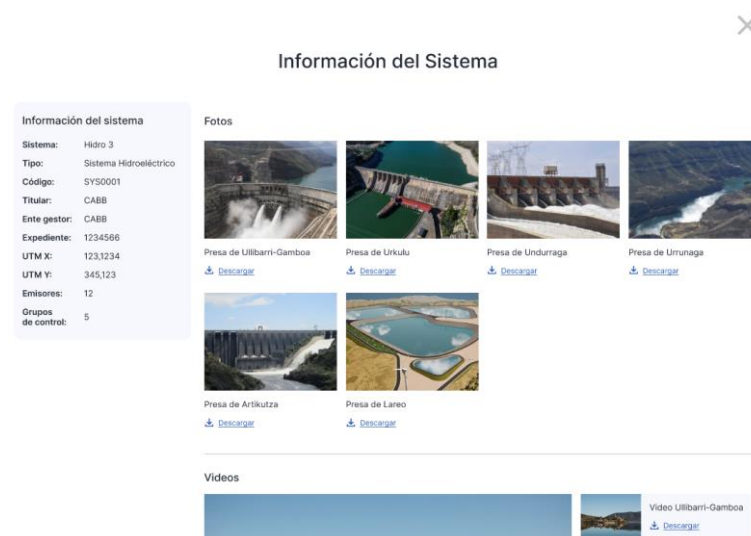 Información del Sistema
Información del sistema
Sistema: Hidro 3
Tipo: Sistema Hidroeléctrico
Código: SYS0001
Titular: CABB
Ente gestor: CABB
Expediente: 1234566
UTM X: 123,1234
UTM Y: 345,123
Emisores: 12
Grupos
de control: 5
Fotos
Presa de Ullibarri-Gamboa
Descargar
Presa de Urkulu
Descargar
Presa de Undurraga
Descargar
Presa de Urrunaga
Descargar
Presa de Artikutza
Descargar
Presa de Lareo
Descargar
Videos
Video Ullibarri-Gamboa
Descargar